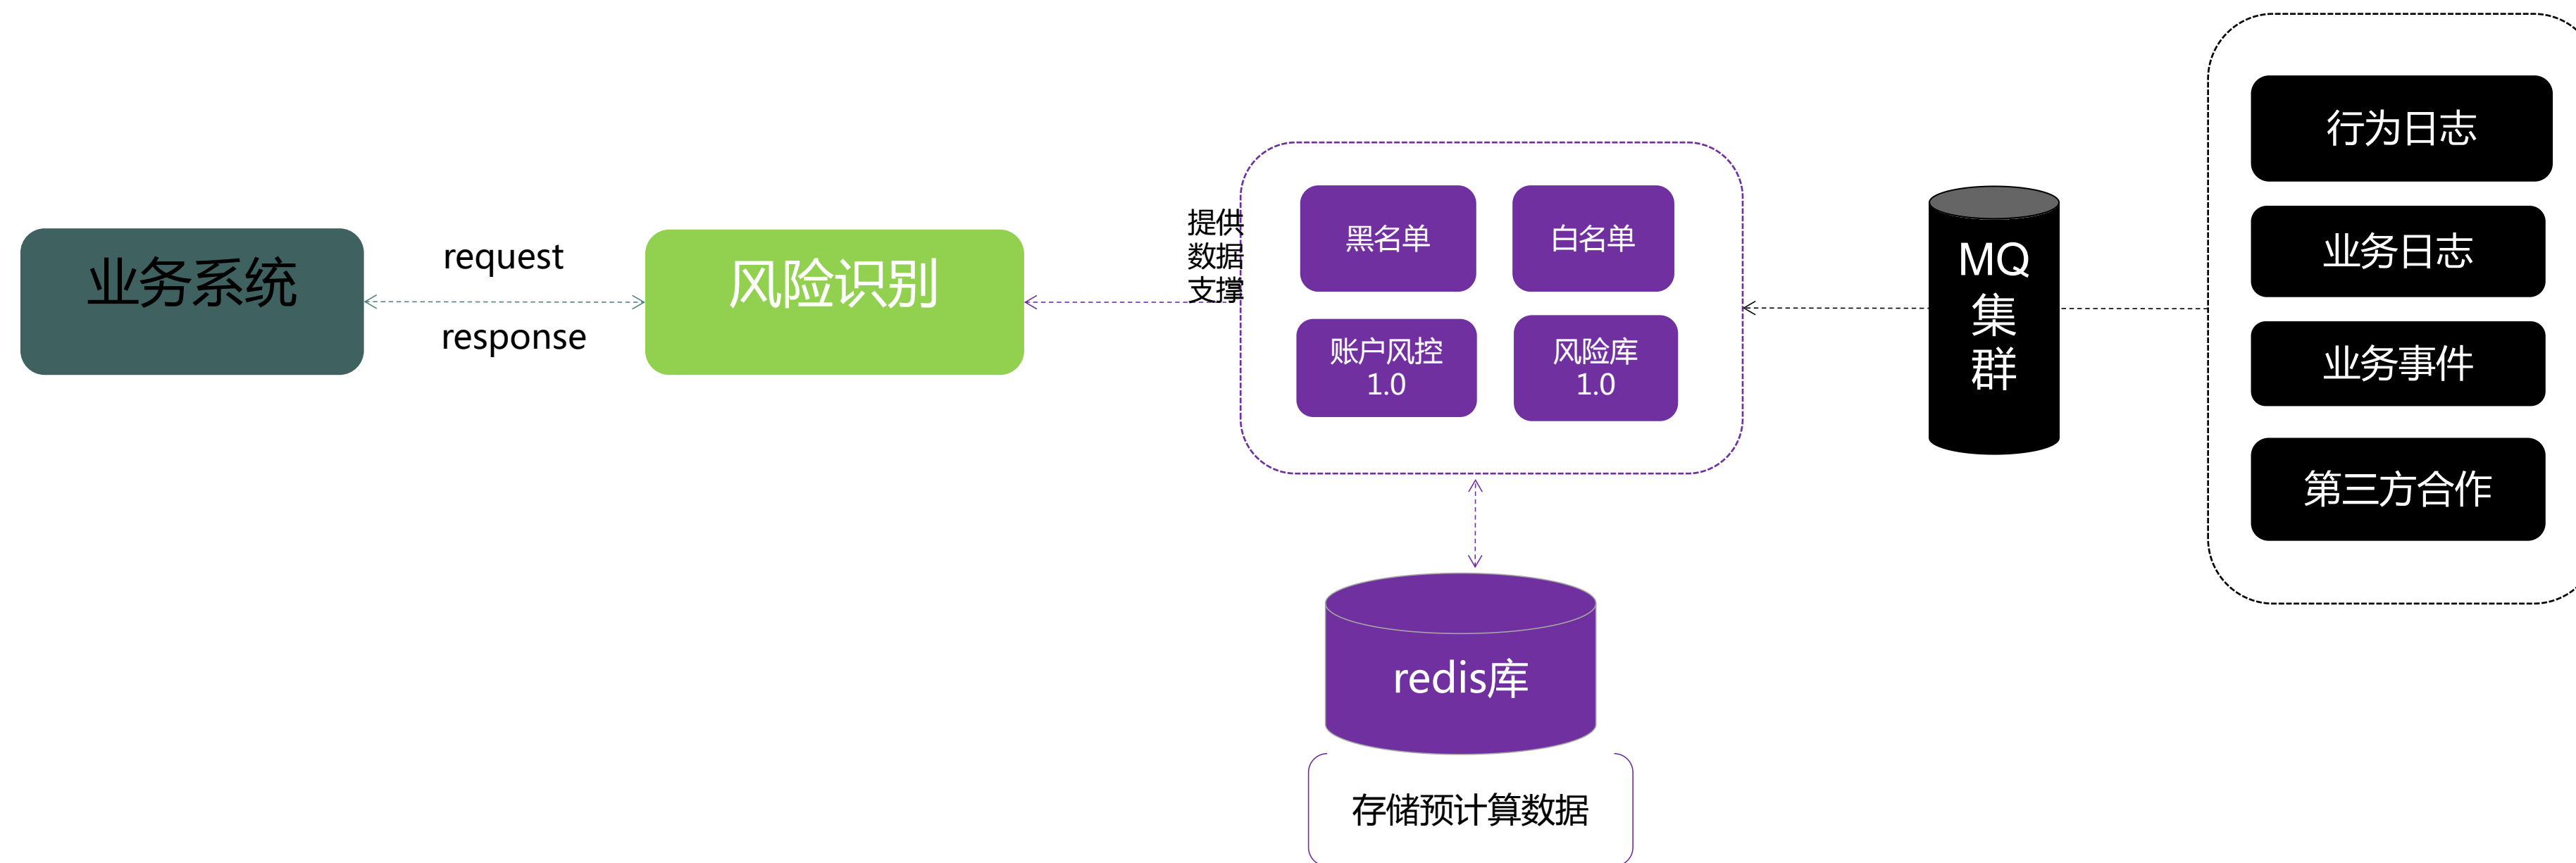 业务系统
request
response
风险识别
提供
数据
支撑
黑名单
白名单
账户风控
1.0
风险库
1.0
redis库
存储预计算数据
MQ
集
群
行为日志
业务日志
业务事件
第三方合作